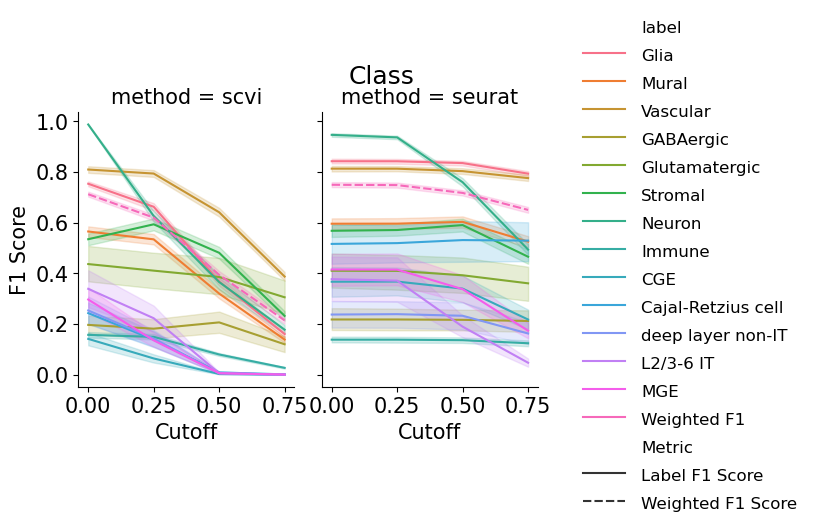 Class
method = scvi
method = seurat
F1 Score
1.0
0.8
0.6
0.4
0.2
0.0
0.00 0.25 0.50 0.75
0.00 0.25 0.50 0.75
Cutoff
Cutoff
label
Glia
Mural
Vascular
GABAergic
Glutamatergic
Stromal
Neuron
Immune
CGE
Cajal-Retzius cell
deep layer non-IT
L2/3-6 IT
MGE
Weighted F1
Metric
Label F1 Score
Weighted F1 Score